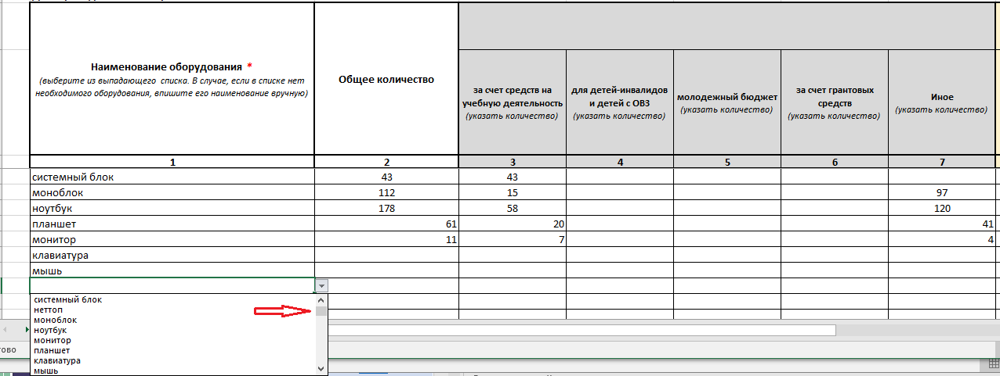 Наименование оборудования *
(выберите из выпадающего списка. В случае, если в списке нет
необходимого оборудования, впишите его наименование вручную)
Общее количество
за счет средств на
учебную деятельность
(указать количество)
для детей-инвалидов
и детей с ОВЗ
(указать количество)
молодежный бюджет
(указать количество)
за счет грантовых
средств
(указать количество)
Иное
(указать количество)
1 2 3 4 5 6 7
системный блок 43 43
моноблок 112 15 97
ноутбук 178 58 120
планшет 61 20 41
монитор 11 7 4
клавиатура
мышь
системный блок
неттоп
моноблок
ноутбук
монитор
планшет
клавиатура
мышь